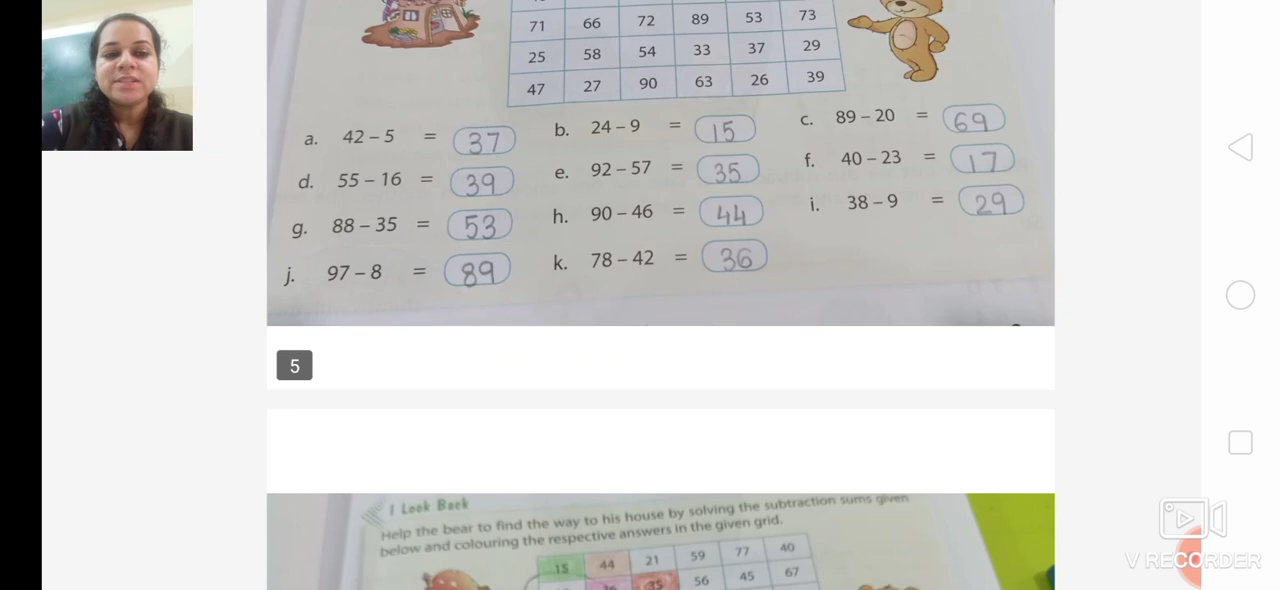 71 66 72 89 53 73
25 58 54 33 37 29
47 27 90 63 26 39
a. 42 – 5 = 37 b. 24 – 9 = 15 c. 89 – 20 = 69
d. 55 – 16 = 39 e. 92 – 57 = 35 f. 40 – 23 = 17
g. 88 – 35 = 53 h. 90 – 46 = 44 i. 38 – 9 = 29
j. 97 – 8 = 89 k. 78 – 42 = 36
5
I Look Back
Help the bear to find the way to his house by solving the subtraction sums given
below and colouring the respective answers in the given grid.
15 44 21 59 77 40
36 35 56 45 67
V RECORDER